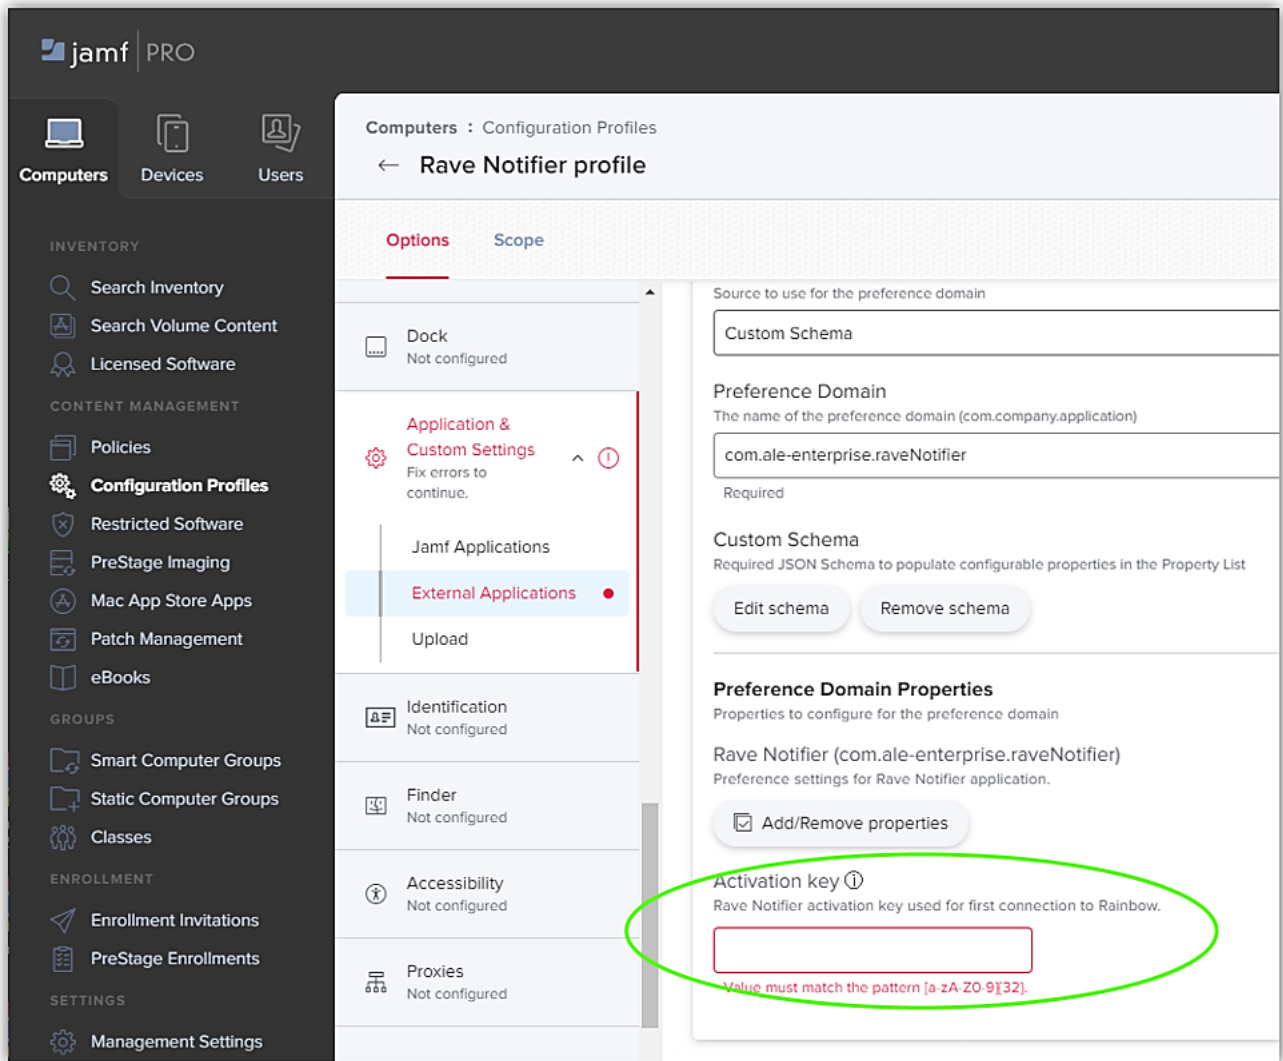 jamf PRO
Computers
Devices
Users
INVENTORY
Search Inventory
Search Volume Content
Licensed Software
CONTENT MANAGEMENT
Policies
Configuration Profiles
Restricted Software
PreStage Imaging
Mac App Store Apps
Patch Management
eBooks
GROUPS
Smart Computer Groups
Static Computer Groups
Classes
ENROLLMENT
Enrollment Invitations
PreStage Enrollments
SETTINGS
Management Settings
Computers : Configuration Profiles
← Rave Notifier profile
Options
Scope
Dock
Not configured
Application &
Custom Settings
Fix errors to
continue.
Jamf Applications
External Applications
Upload
Identification
Not configured
Finder
Not configured
Accessibility
Not configured
Proxies
Not configured
Source to use for the preference domain
Custom Schema
Preference Domain
The name of the preference domain (com.company.application)
com.ale-enterprise.raveNotifier
Required
Custom Schema
Required JSON Schema to populate configurable properties in the Property List
Edit schema
Remove schema
Preference Domain Properties
Properties to configure for the preference domain
Rave Notifier (com.ale-enterprise.raveNotifier)
Preference settings for Rave Notifier application.
Add/Remove properties
Activation key
Rave Notifier activation key used for first connection to Rainbow.
Value must match the pattern [a-zA-Z0-9]{32}.